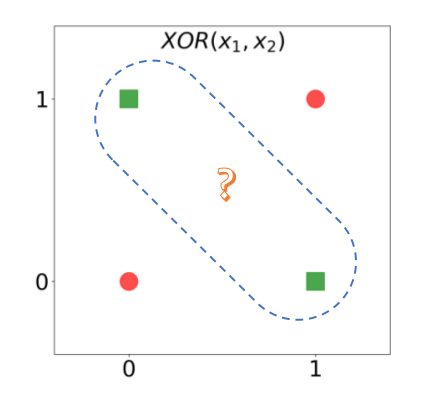 XOR(x₁, x₂)
1
?
0
0 1